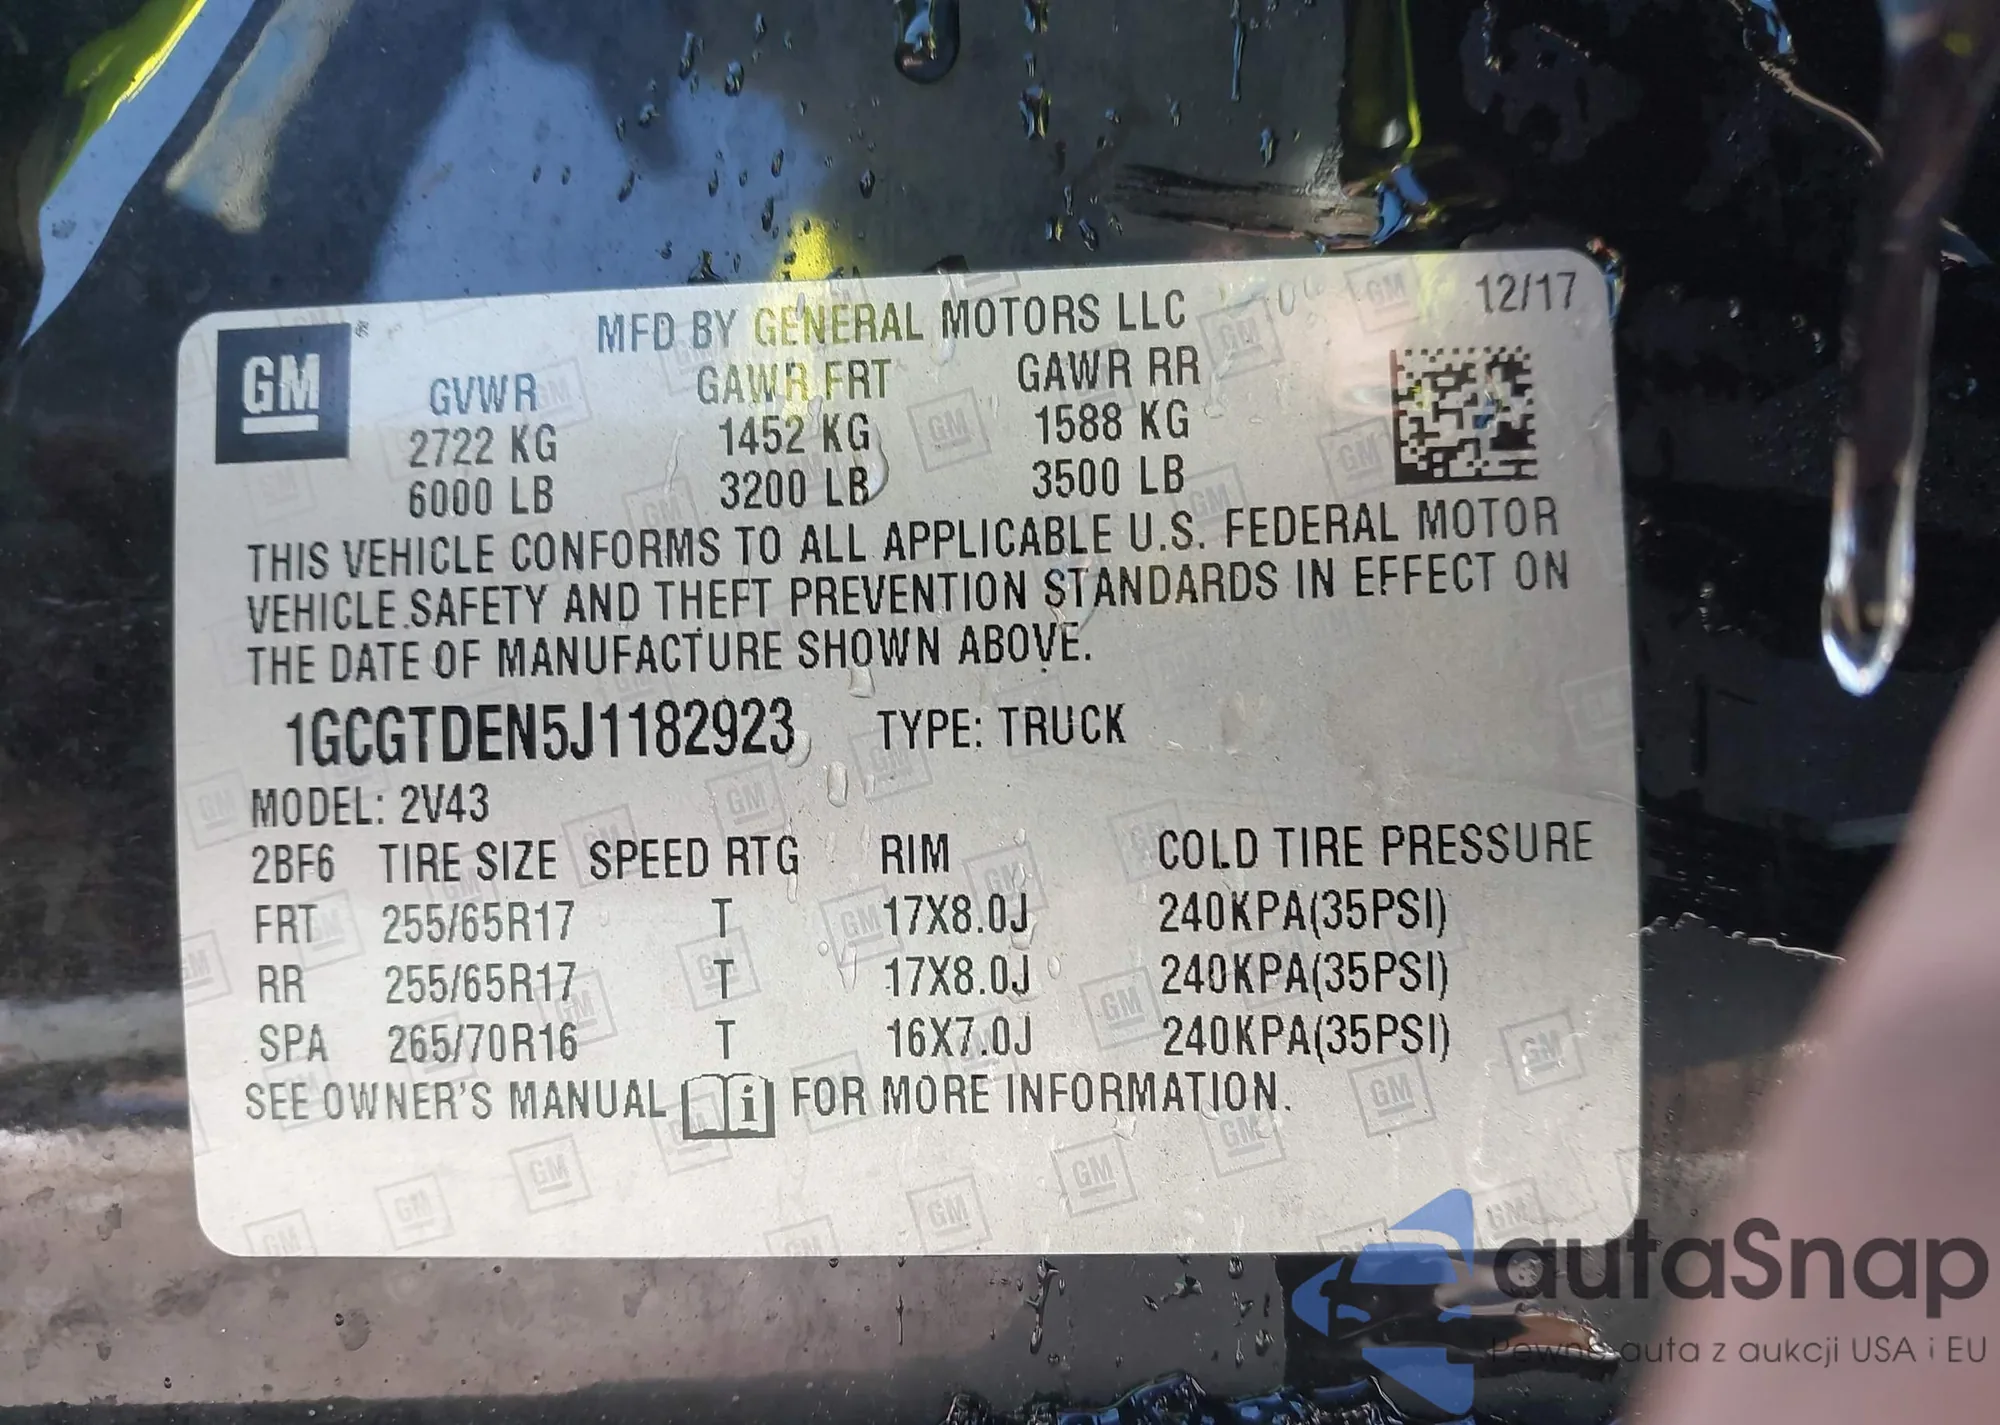 MFD BY GENERAL MOTORS LLC 12/17
GM
GVWR GAWR FRT GAWR RR
2722 KG 1452 KG 1588 KG
6000 LB 3200 LB 3500 LB
THIS VEHICLE CONFORMS TO ALL APPLICABLE U.S. FEDERAL MOTOR
VEHICLE SAFETY AND THEFT PREVENTION STANDARDS IN EFFECT ON
THE DATE OF MANUFACTURE SHOWN ABOVE.
1GCGTDEN5J1182923 TYPE: TRUCK
MODEL: 2V43
2BF6 TIRE SIZE SPEED RTG RIM COLD TIRE PRESSURE
FRT 255/65R17 T 17X8.0J 240KPA(35PSI)
RR 255/65R17 T 17X8.0J 240KPA(35PSI)
SPA 265/70R16 T 16X7.0J 240KPA(35PSI)
SEE OWNER'S MANUAL i FOR MORE INFORMATION.
autaSnap
Pewne auta z aukcji USA i EU